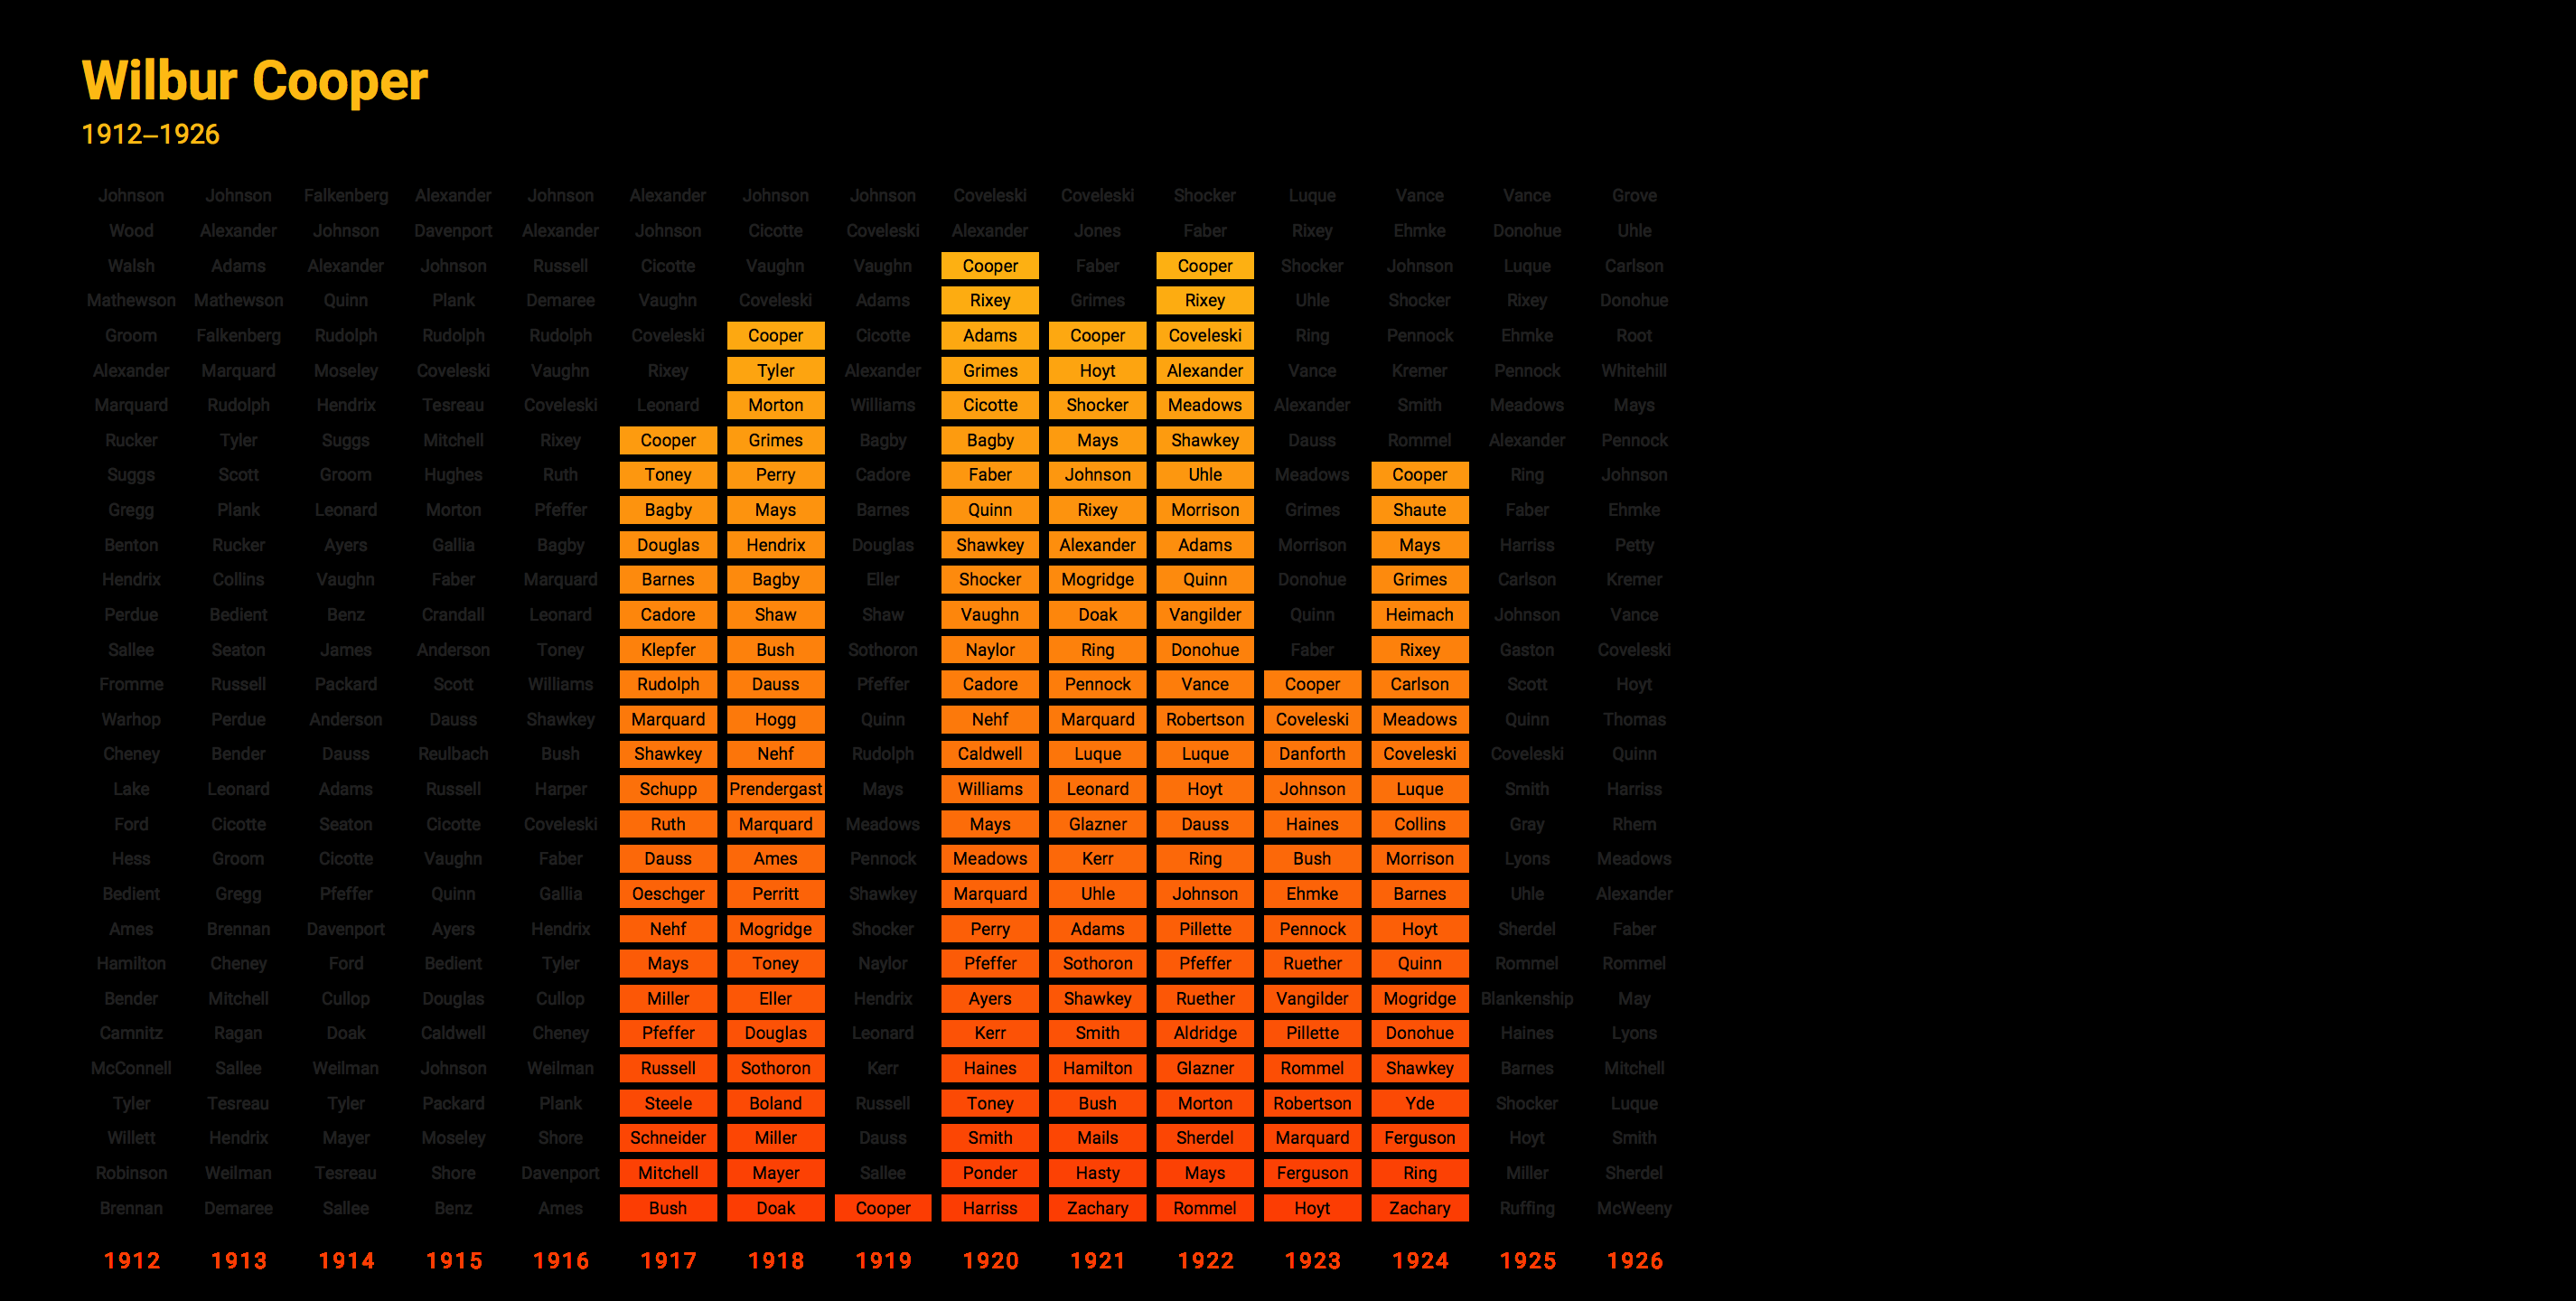 Wilbur Cooper
1912–1926
Johnson Johnson Falkenberg Alexander Johnson Alexander Johnson Johnson Coveleski Coveleski Shocker Luque Vance Vance Grove
Wood Alexander Johnson Davenport Alexander Johnson Cicotte Coveleski Alexander Jones Faber Rixey Ehmke Donohue Uhle
Walsh Adams Alexander Johnson Russell Cicotte Vaughn Vaughn Cooper Faber Cooper Shocker Johnson Luque Carlson
Mathewson Mathewson Quinn Plank Demaree Vaughn Coveleski Adams Rixey Grimes Rixey Uhle Shocker Rixey Donohue
Groom Falkenberg Rudolph Rudolph Rudolph Coveleski Cooper Cicotte Adams Cooper Coveleski Ring Pennock Ehmke Root
Alexander Marquard Moseley Coveleski Vaughn Rixey Tyler Alexander Grimes Hoyt Alexander Vance Kremer Pennock Whitehill
Marquard Rudolph Hendrix Tesreau Coveleski Leonard Morton Williams Cicotte Shocker Meadows Alexander Smith Meadows Mays
Rucker Tyler Suggs Mitchell Rixey Cooper Grimes Bagby Bagby Mays Shawkey Dauss Rommel Alexander Pennock
Suggs Scott Groom Hughes Ruth Toney Perry Cadore Faber Johnson Uhle Meadows Cooper Ring Johnson
Gregg Plank Leonard Morton Pfeffer Bagby Mays Barnes Quinn Rixey Morrison Grimes Shaute Faber Ehmke
Benton Rucker Ayers Gallia Bagby Douglas Hendrix Douglas Shawkey Alexander Adams Morrison Mays Harriss Petty
Hendrix Collins Vaughn Faber Marquard Barnes Bagby Eller Shocker Mogridge Quinn Donohue Grimes Carlson Kremer
Perdue Bedient Benz Crandall Leonard Cadore Shaw Shaw Vaughn Doak Vangilder Quinn Heimach Johnson Vance
Sallee Seaton James Anderson Toney Klepfer Bush Sothoron Naylor Ring Donohue Faber Rixey Gaston Coveleski
Fromme Russell Packard Scott Williams Rudolph Dauss Pfeffer Cadore Pennock Vance Cooper Carlson Scott Hoyt
Warhop Perdue Anderson Dauss Shawkey Marquard Hogg Quinn Nehf Marquard Robertson Coveleski Meadows Quinn Thomas
Cheney Bender Dauss Reulbach Bush Shawkey Nehf Rudolph Caldwell Luque Luque Danforth Coveleski Coveleski Quinn
Lake Leonard Adams Russell Harper Schupp Prendergast Mays Williams Leonard Hoyt Johnson Luque Smith Harriss
Ford Cicotte Seaton Cicotte Coveleski Ruth Marquard Meadows Mays Glazner Dauss Haines Collins Gray Rhem
Hess Groom Cicotte Vaughn Faber Dauss Ames Pennock Meadows Kerr Ring Bush Morrison Lyons Meadows
Bedient Gregg Pfeffer Quinn Gallia Oeschger Perritt Shawkey Marquard Uhle Johnson Ehmke Barnes Uhle Alexander
Ames Brennan Davenport Ayers Hendrix Nehf Mogridge Shocker Perry Adams Pillette Pennock Hoyt Sherdel Faber
Hamilton Cheney Ford Bedient Tyler Mays Toney Naylor Pfeffer Sothoron Pfeffer Ruether Quinn Rommel Rommel
Bender Mitchell Cullop Douglas Cullop Miller Eller Hendrix Ayers Shawkey Ruether Vangilder Mogridge Blankenship May
Camnitz Ragan Doak Caldwell Cheney Pfeffer Douglas Leonard Kerr Smith Aldridge Pillette Donohue Haines Lyons
McConnell Sallee Weilman Johnson Weilman Russell Sothoron Kerr Haines Hamilton Glazner Rommel Shawkey Barnes Mitchell
Tyler Tesreau Tyler Packard Plank Steele Boland Russell Toney Bush Morton Robertson Yde Shocker Luque
Willett Hendrix Mayer Moseley Shore Schneider Miller Dauss Smith Mails Sherdel Marquard Ferguson Hoyt Smith
Robinson Weilman Tesreau Shore Davenport Mitchell Mayer Sallee Ponder Hasty Mays Ferguson Ring Miller Sherdel
Brennan Demaree Sallee Benz Ames Bush Doak Cooper Harriss Zachary Rommel Hoyt Zachary Ruffing McWeeny
1912 1913 1914 1915 1916 1917 1918 1919 1920 1921 1922 1923 1924 1925 1926